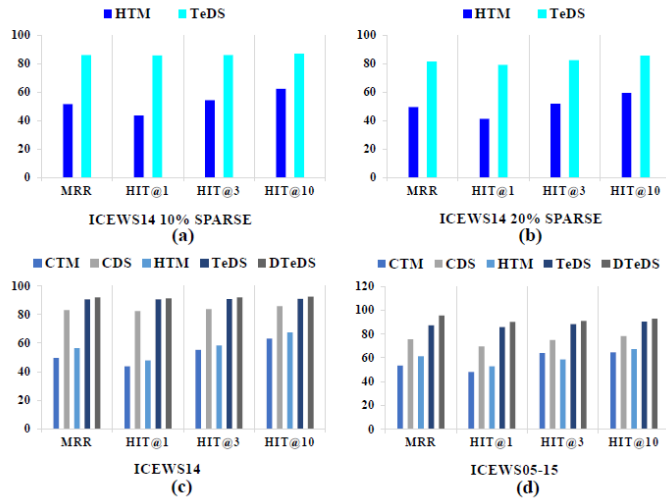 HTM TeDS
100
80
60
40
20
0
MRR HIT@1 HIT@3 HIT@10
ICEWS14 10% SPARSE
(a)
HTM TeDS
100
80
60
40
20
0
MRR HIT@1 HIT@3 HIT@10
ICEWS14 20% SPARSE
(b)
CTM CDS HTM TeDS DTeDS
100
80
60
40
20
0
MRR HIT@1 HIT@3 HIT@10
ICEWS14
(c)
CTM CDS HTM TeDS DTeDS
120
100
80
60
40
20
0
MRR HIT@1 HIT@3 HIT@10
ICEWS05-15
(d)